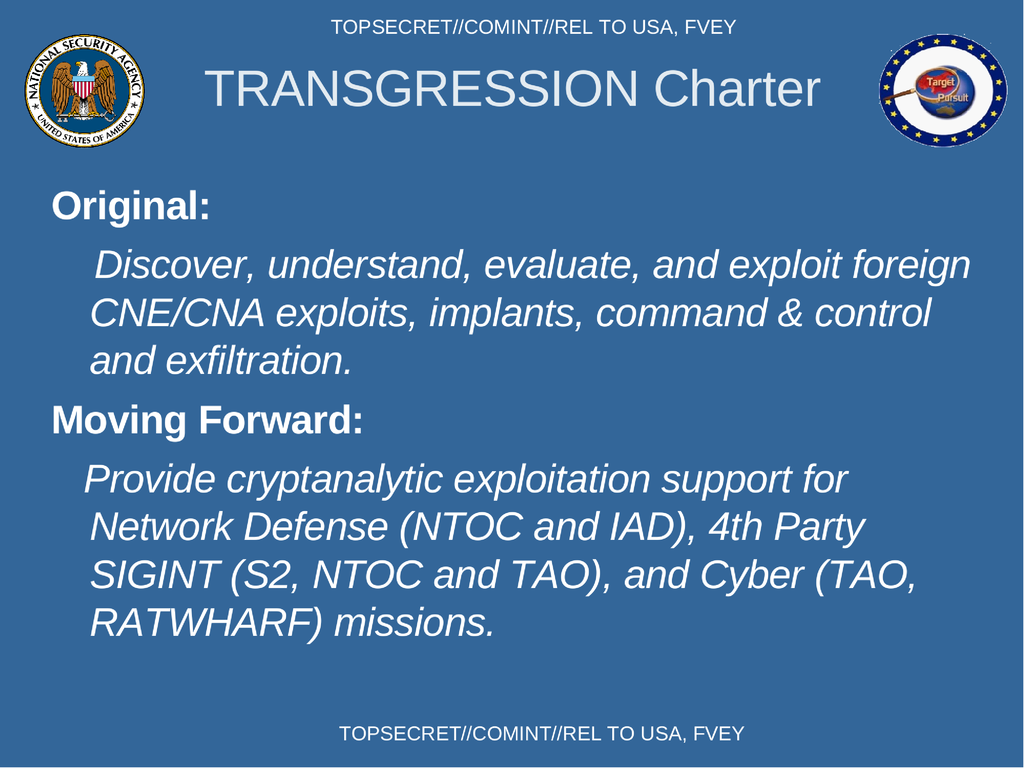 TOPSECRET//COMINT//REL TO USA, FVEY
NATIONAL SECURITY AGENCY
UNITED STATES OF AMERICA
TRANSGRESSION Charter
Target
Pursuit
Original:
Discover, understand, evaluate, and exploit foreign
CNE/CNA exploits, implants, command & control
and exfiltration.
Moving Forward:
Provide cryptanalytic exploitation support for
Network Defense (NTOC and IAD), 4th Party
SIGINT (S2, NTOC and TAO), and Cyber (TAO,
RATWHARF) missions.
TOPSECRET//COMINT//REL TO USA, FVEY